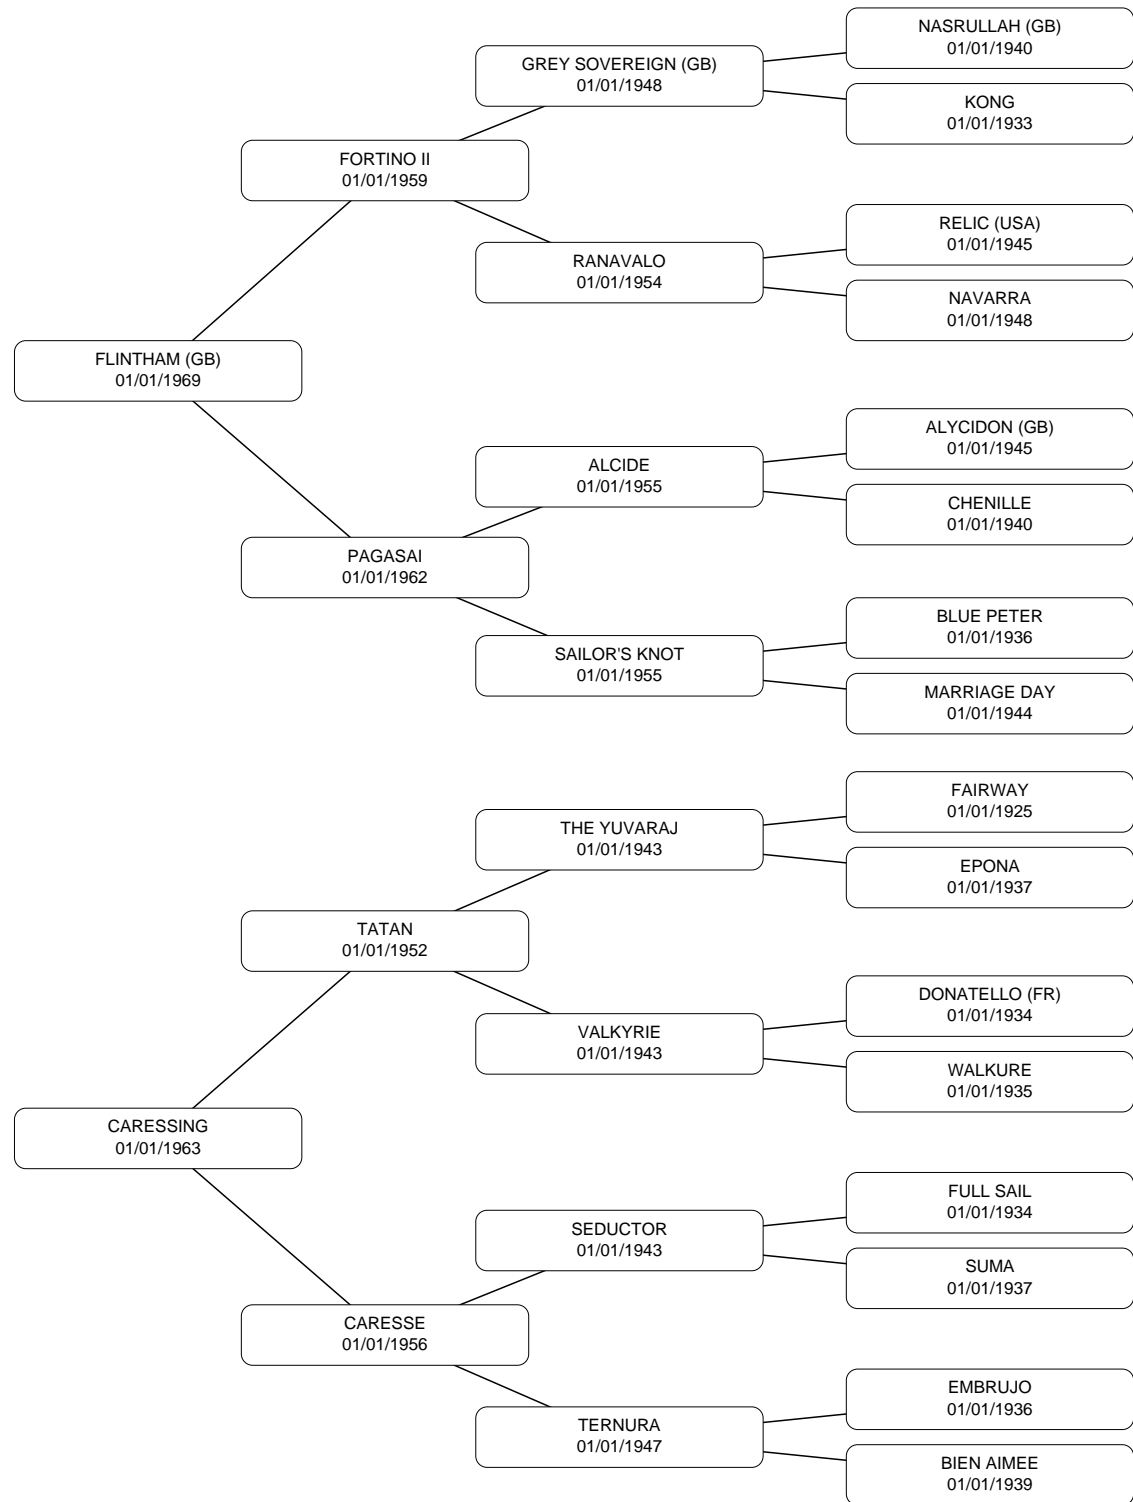 NASRULLAH (GB)
01/01/1940
GREY SOVEREIGN (GB)
01/01/1948
KONG
01/01/1933
FORTINO II
01/01/1959
RELIC (USA)
01/01/1945
RANAVALO
01/01/1954
NAVARRA
01/01/1948
FLINTHAM (GB)
01/01/1969
ALYCIDON (GB)
01/01/1945
ALCIDE
01/01/1955
CHENILLE
01/01/1940
PAGASAI
01/01/1962
BLUE PETER
01/01/1936
SAILOR'S KNOT
01/01/1955
MARRIAGE DAY
01/01/1944
FAIRWAY
01/01/1925
THE YUVARAJ
01/01/1943
EPONA
01/01/1937
TATAN
01/01/1952
DONATELLO (FR)
01/01/1934
VALKYRIE
01/01/1943
WALKURE
01/01/1935
CARESSING
01/01/1963
FULL SAIL
01/01/1934
SEDUCTOR
01/01/1943
SUMA
01/01/1937
CARESSE
01/01/1956
EMBRUJO
01/01/1936
TERNURA
01/01/1947
BIEN AIMEE
01/01/1939